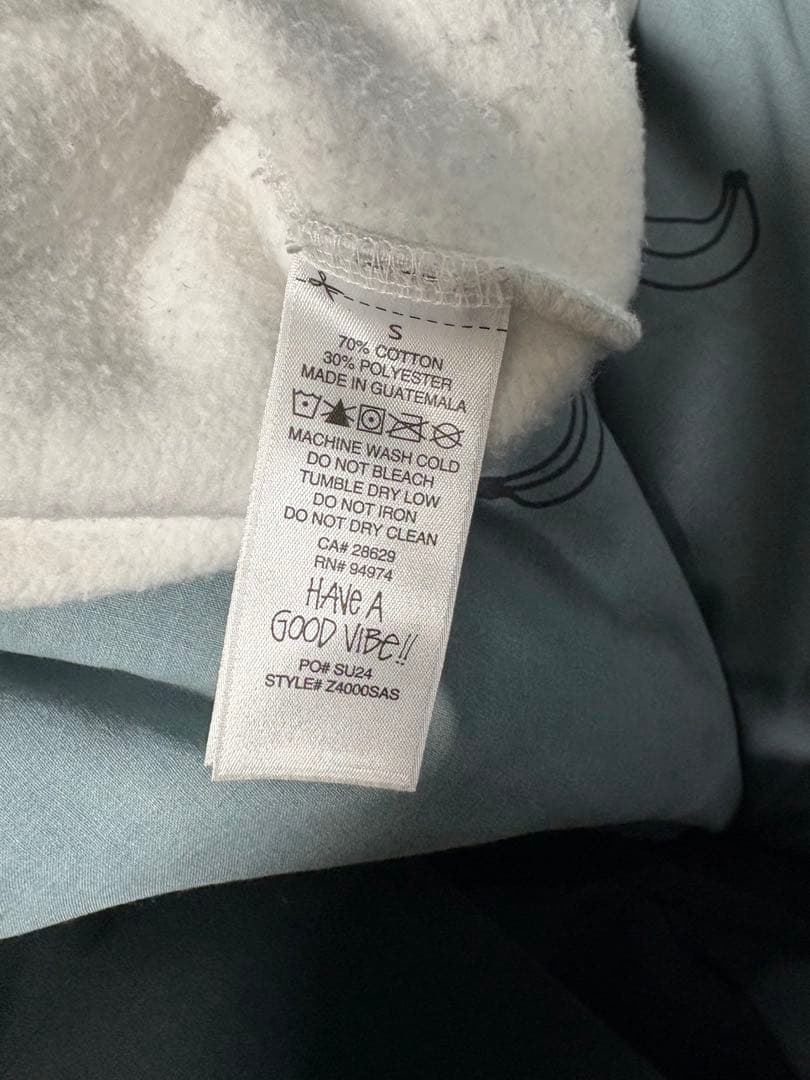 S
70% COTTON
30% POLYESTER
MADE IN GUATEMALA
MACHINE WASH COLD
DO NOT BLEACH
TUMBLE DRY LOW
DO NOT IRON
DO NOT DRY CLEAN
CA# 28629
RN# 94974
HAVE A
GOOD VIBE!!
PO# SU24
STYLE# Z4000SAS